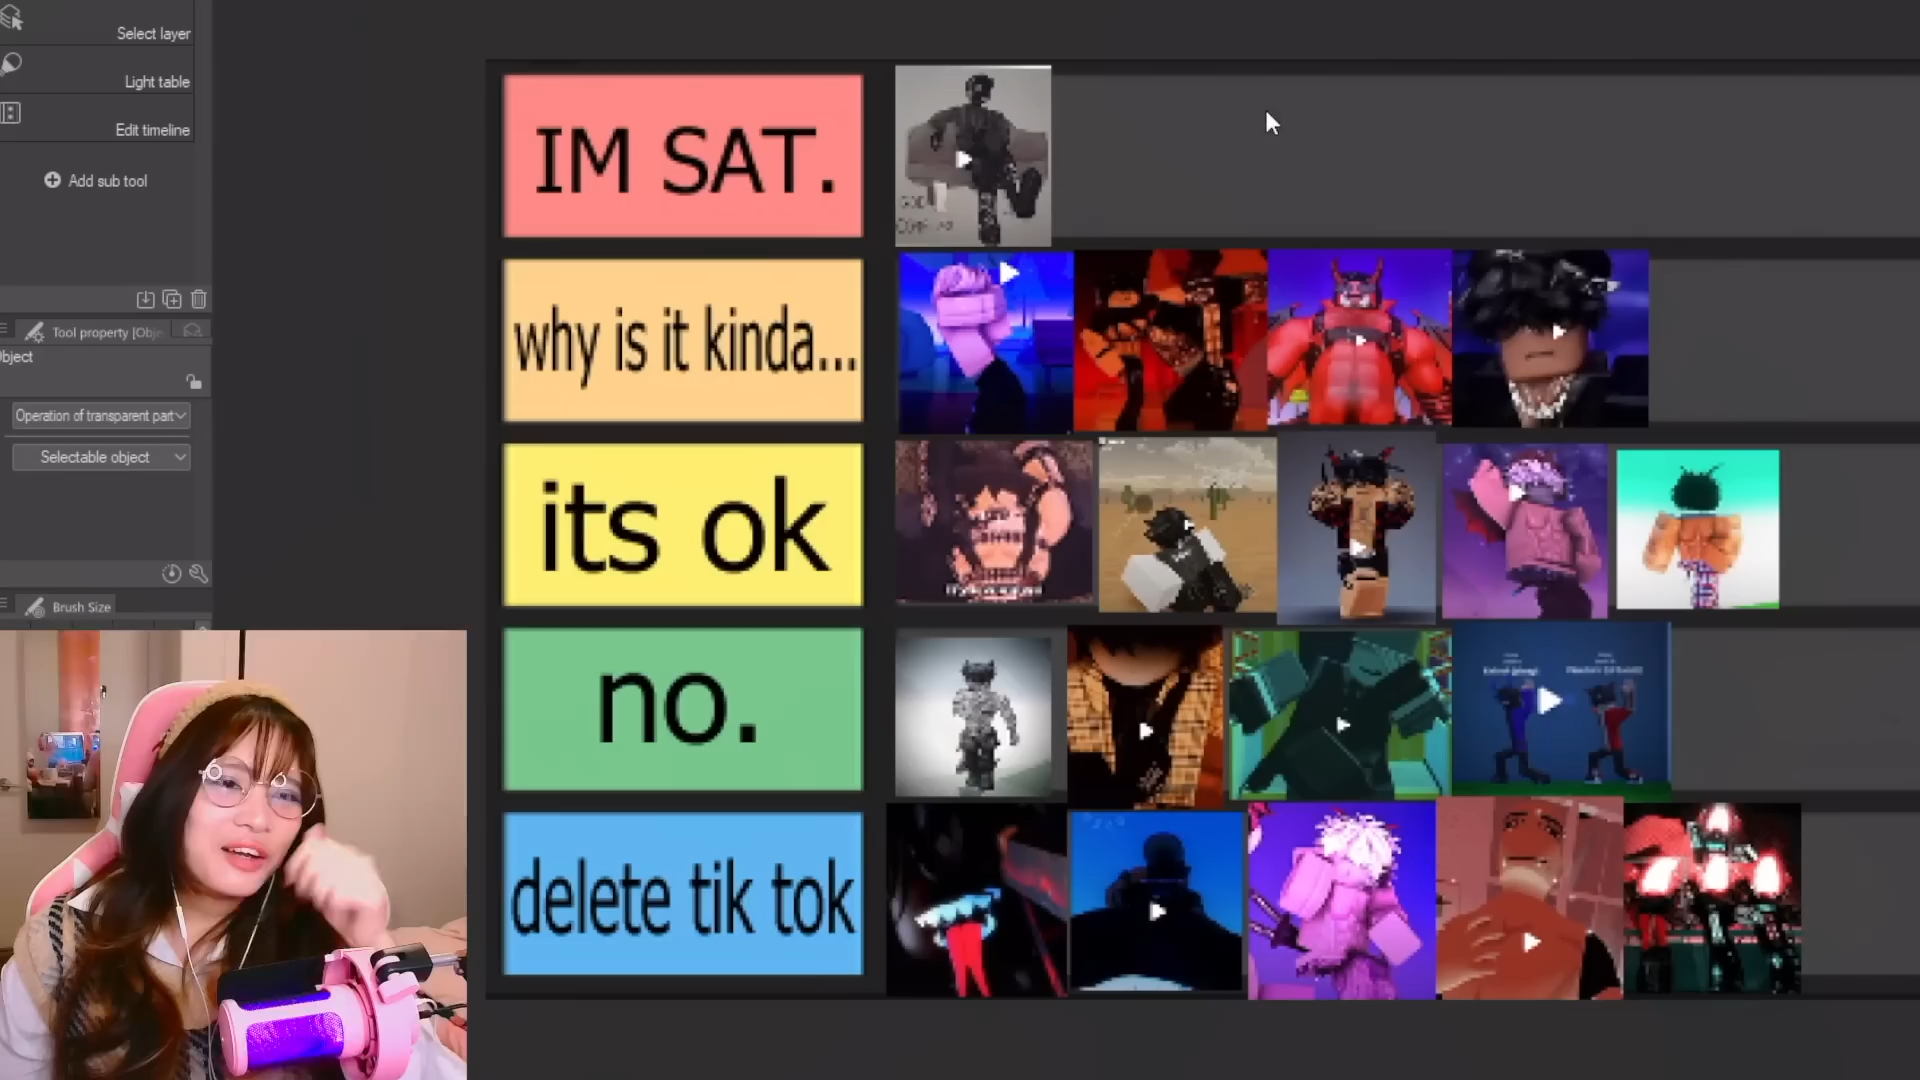 Select layer
Light table
Edit timeline
Add sub tool
Tool property [Obje
bject
Operation of transparent part
Selectable object
Brush Size
IM SAT.
why is it kinda...
its ok
no.
delete tik tok